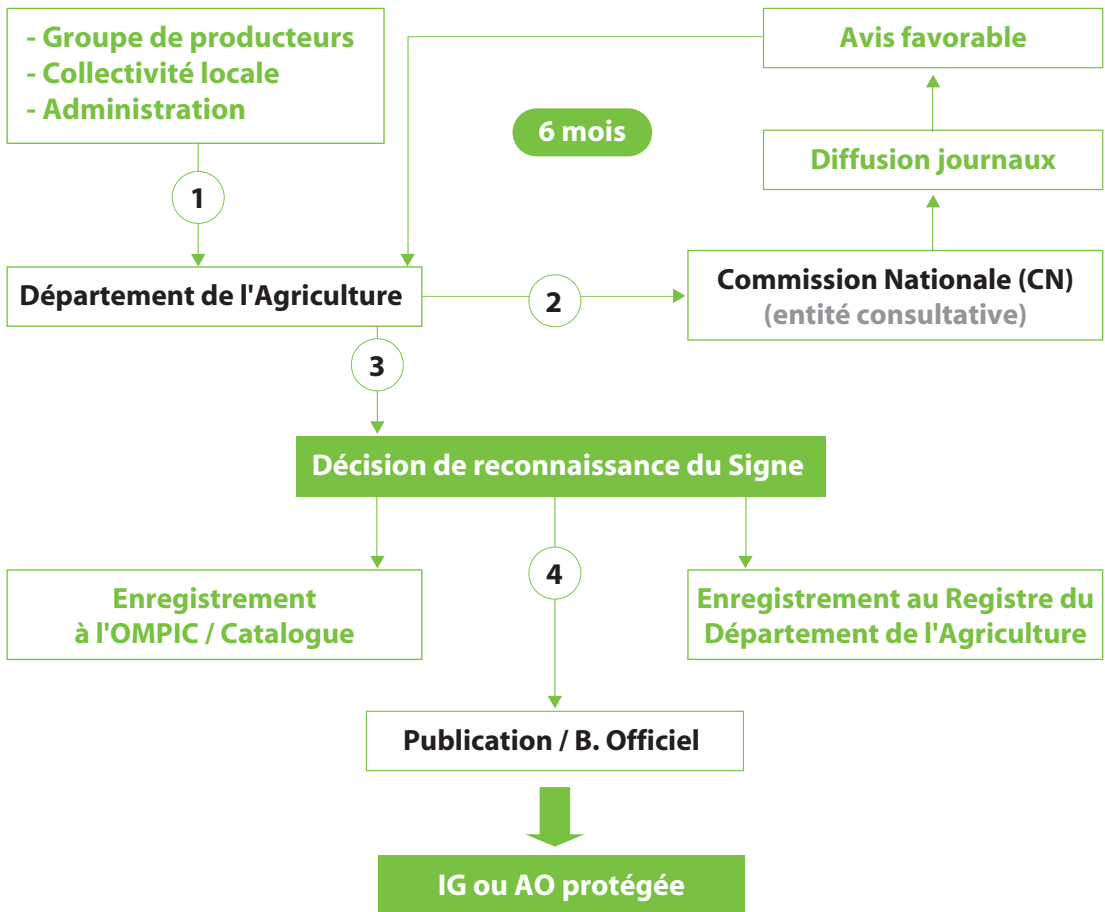 - Groupe de producteurs
- Collectivité locale
- Administration
Avis favorable
6 mois
Diffusion journaux
1
Département de l'Agriculture
2
Commission Nationale (CN)
(entité consultative)
3
Décision de reconnaissance du Signe
Enregistrement
à l'OMPIC / Catalogue
4
Enregistrement au Registre du
Département de l'Agriculture
Publication / B. Officiel
IG ou AO protégée